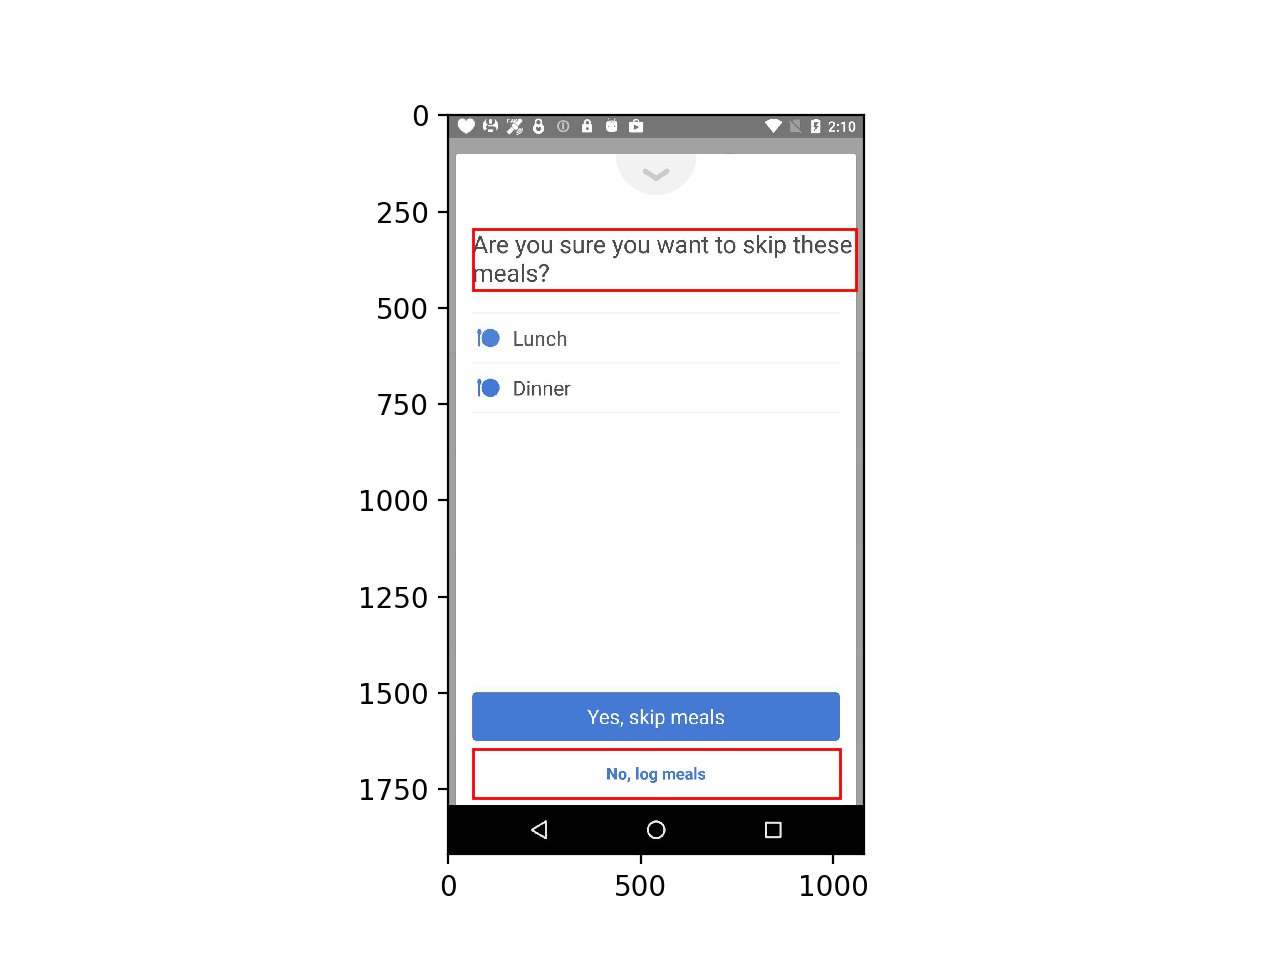 0
2:10
250
Are you sure you want to skip these
meals?
500
Lunch
750
Dinner
1000
1250
1500
Yes, skip meals
No, log meals
1750
0
500
1000